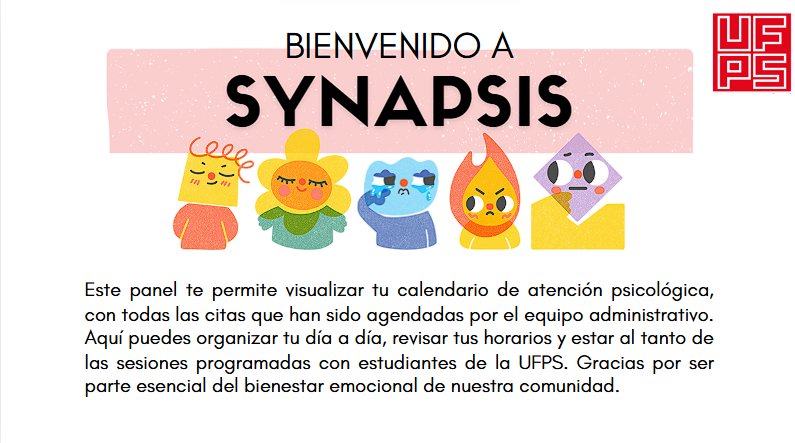 BIENVENIDO A
SYNAPSIS
UF
PS
Este panel te permite visualizar tu calendario de atención psicológica,
con todas las citas que han sido agendadas por el equipo administrativo.
Aquí puedes organizar tu día a día, revisar tus horarios y estar al tanto de
las sesiones programadas con estudiantes de la UFPS. Gracias por ser
parte esencial del bienestar emocional de nuestra comunidad.